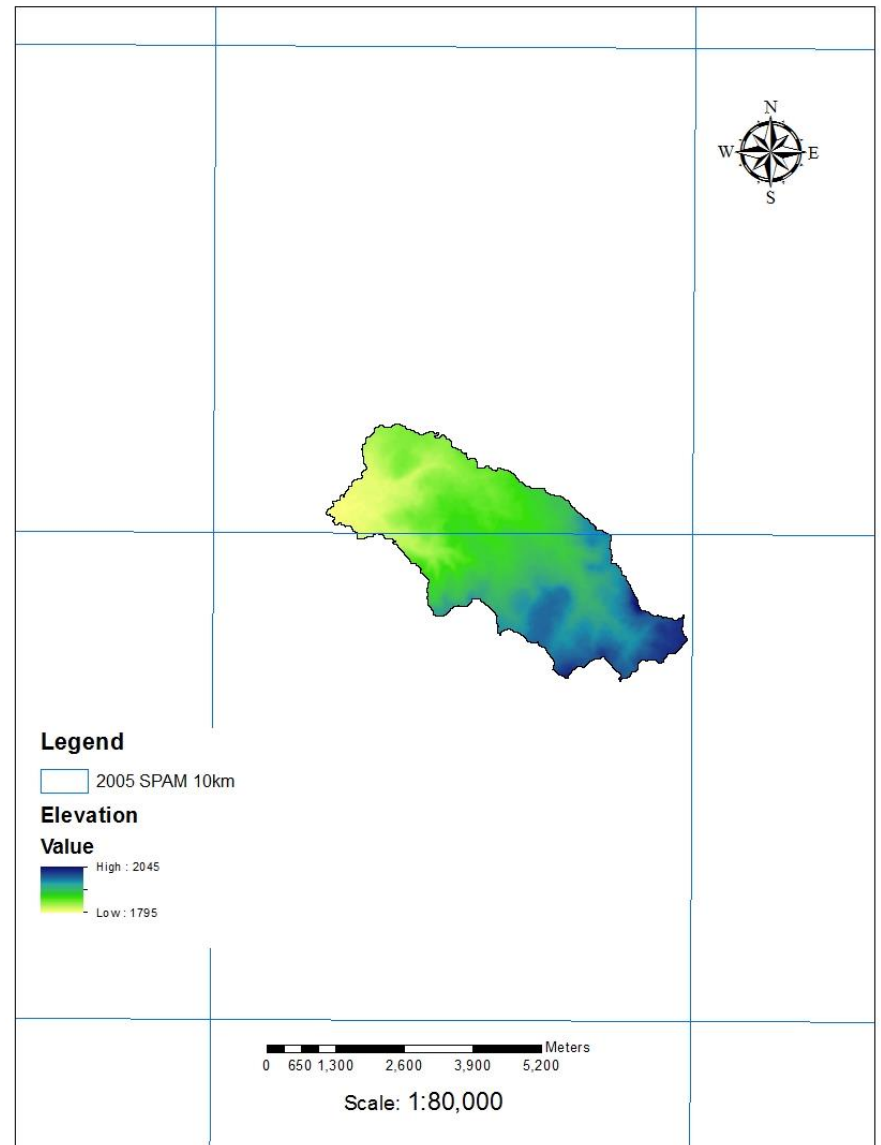 N
W E
S
Legend
2005 SPAM 10km
Elevation
Value
High : 2045
Low : 1795
Meters
0 650 1,300 2,600 3,900 5,200
Scale: 1:80,000